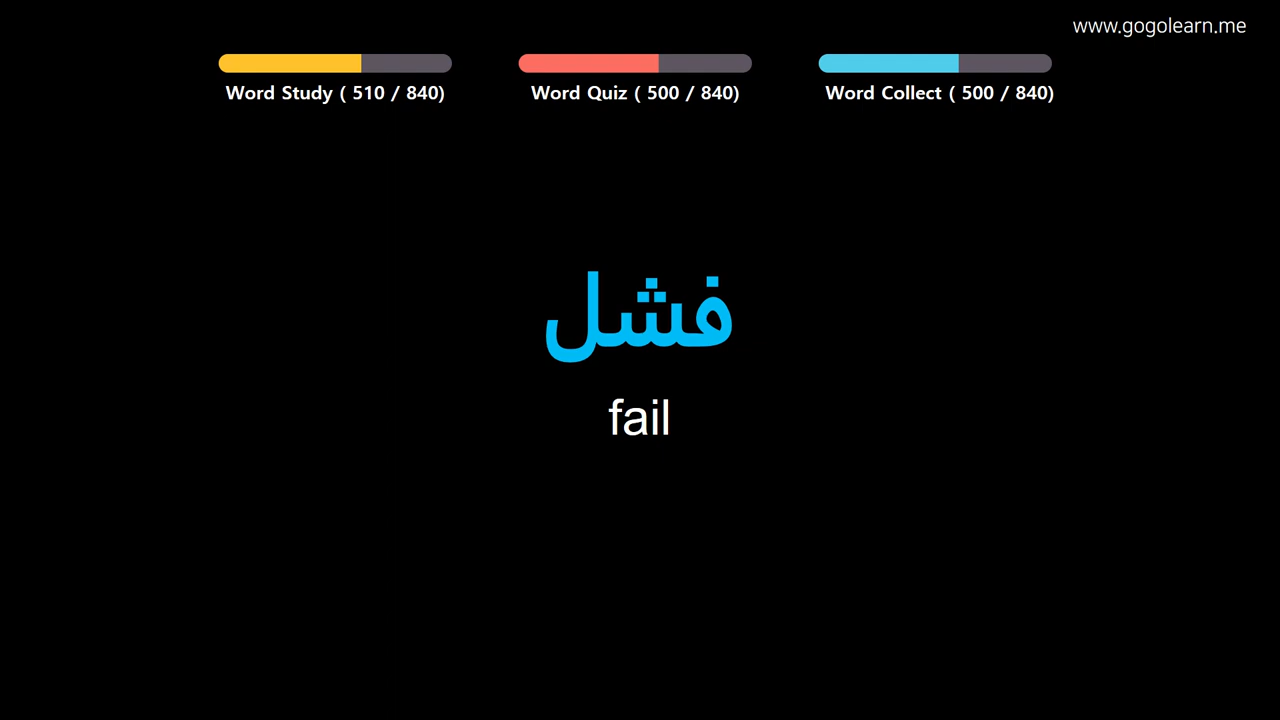 www.gogolearn.me
Word Study ( 510 / 840)
Word Quiz ( 500 / 840)
Word Collect ( 500 / 840)
فشل
fail